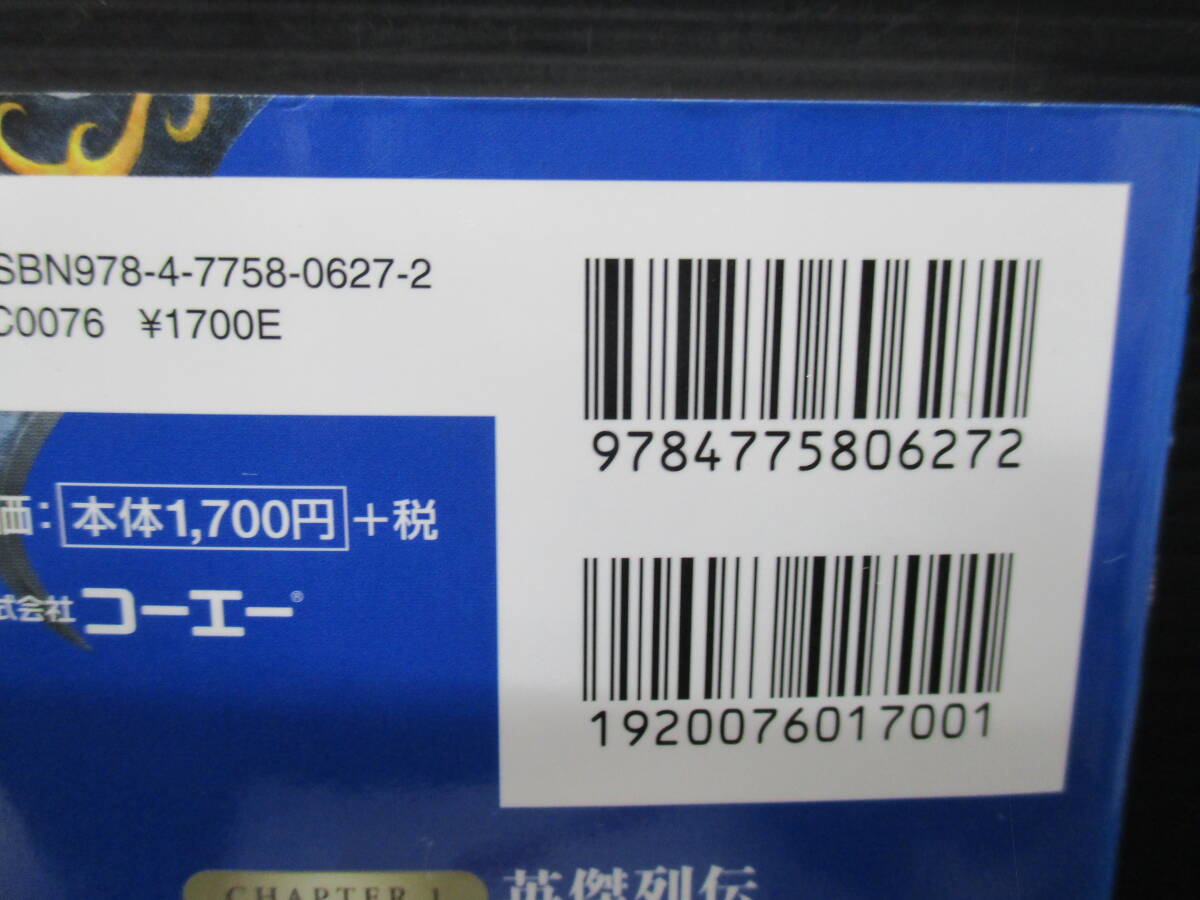 SBN978-4-7758-0627-2
C0076 ¥1700E
9784775806272
1920076017001
価：本体1,700円＋税
式会社 コーエー®
CHAPTER 1 英傑列伝